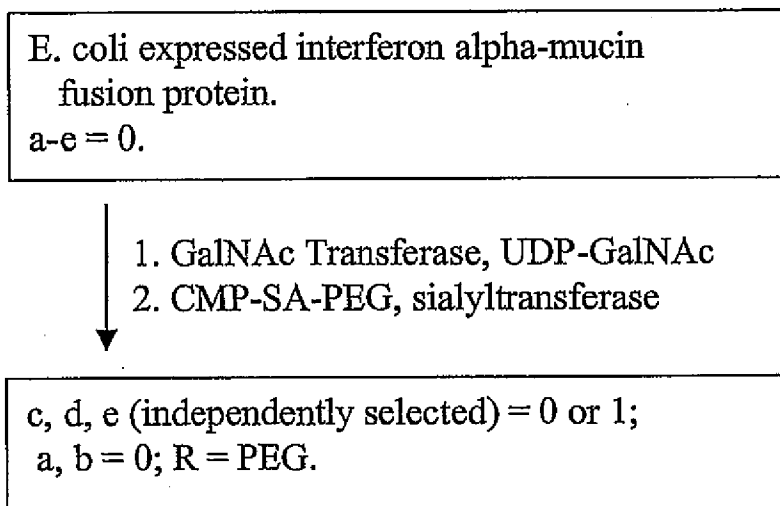 E. coli expressed interferon alpha-mucin
fusion protein.
a-e = 0.
1. GalNAc Transferase, UDP-GalNAc
2. CMP-SA-PEG, sialyltransferase
c, d, e (independently selected) = 0 or 1;
a, b = 0; R = PEG.